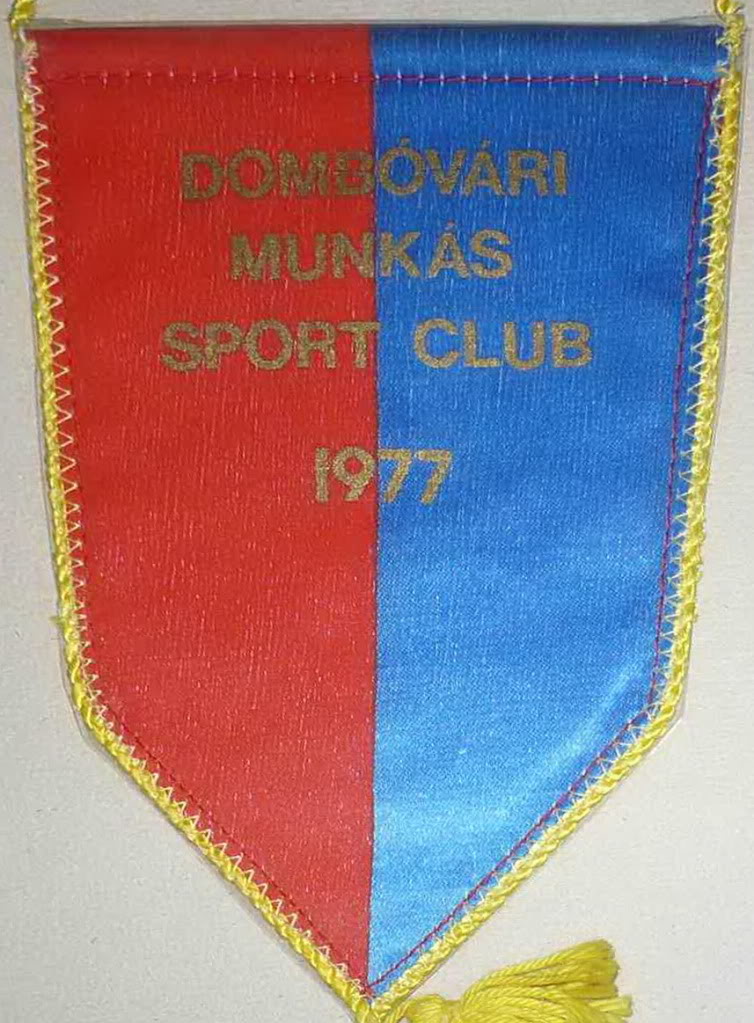 DOMBÓVÁRI
MUNKÁS
SPORT CLUB
1977